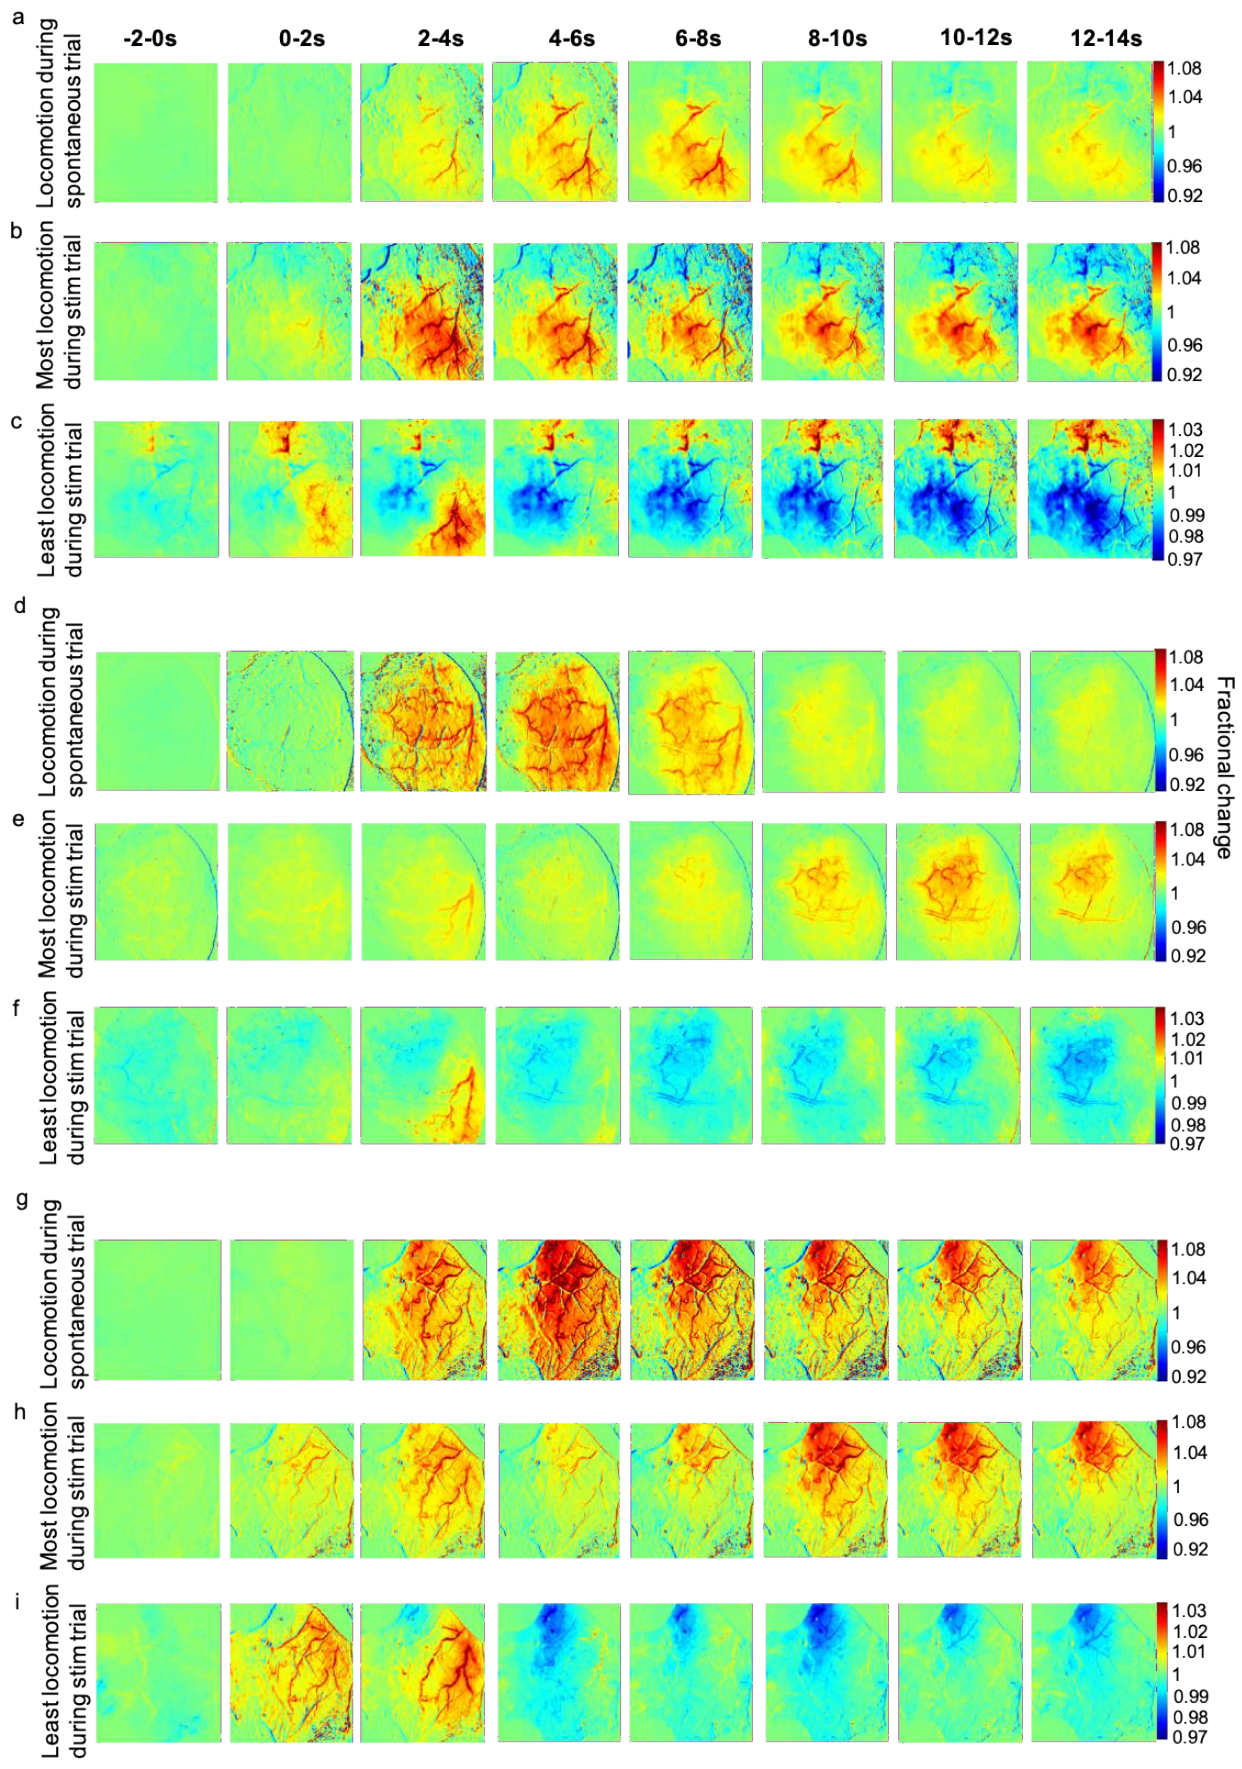 a
-2-0s 0-2s 2-4s 4-6s 6-8s 8-10s 10-12s 12-14s
Locomotion during
spontaneous trial
1.08
1.04
1
0.96
0.92
b
Most locomotion
during stim trial
1.08
1.04
1
0.96
0.92
c
Least locomotion
during stim trial
1.03
1.02
1.01
1
0.99
0.98
0.97
d
Locomotion during
spontaneous trial
1.08
1.04
1
0.96
0.92
Fractional change
e
Most locomotion
during stim trial
1.08
1.04
1
0.96
0.92
f
Least locomotion
during stim trial
1.03
1.02
1.01
1
0.99
0.98
0.97
g
Locomotion during
spontaneous trial
1.08
1.04
1
0.96
0.92
h
Most locomotion
during stim trial
1.08
1.04
1
0.96
0.92
i
Least locomotion
during stim trial
1.03
1.02
1.01
1
0.99
0.98
0.97